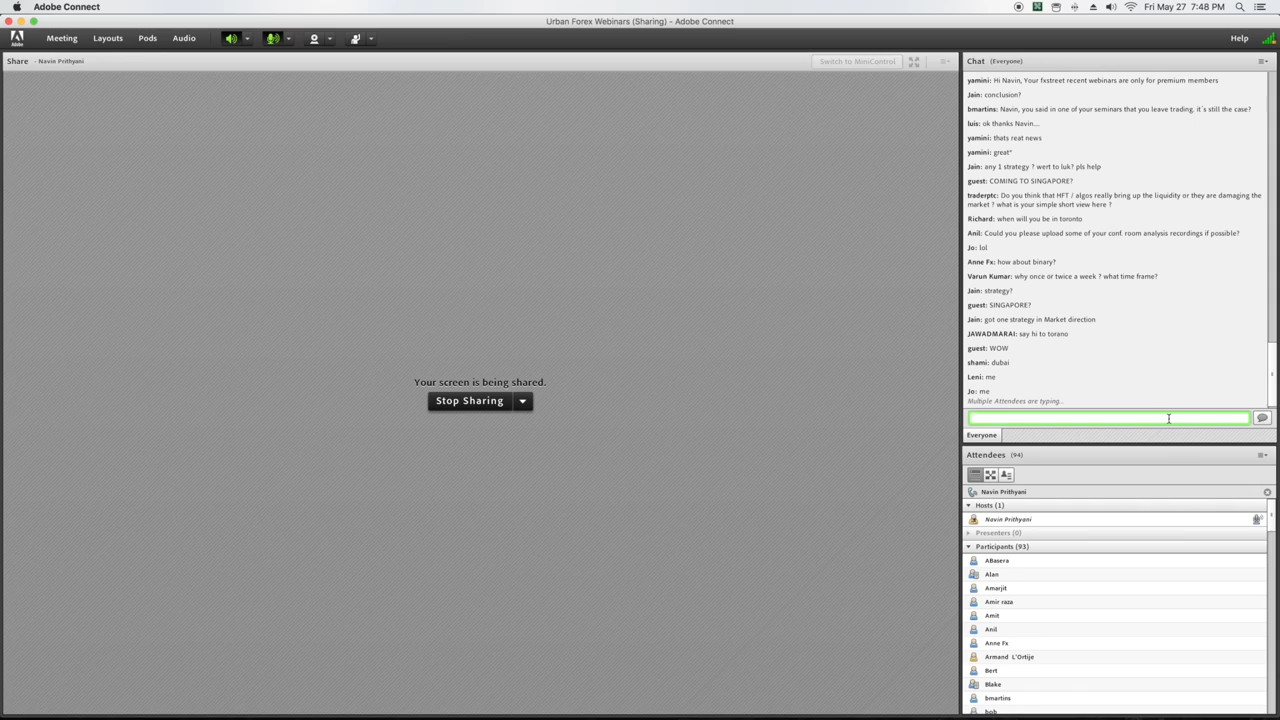 Adobe Connect
Fri May 27 7:48 PM
Urban Forex Webinars (Sharing) - Adobe Connect
Adobe
Meeting
Layouts
Pods
Audio
Help
Share - Navin Prithyani
Switch to MiniControl
Your screen is being shared.
Stop Sharing
Chat (Everyone)
yamini: Hi Navin, Your fxstreet recent webinars are only for premium members
Jain: conclusion?
bmartins: Navin, you said in one of your seminars that you leave trading. it´s still the case?
luis: ok thanks Navin...
yamini: thats reat news
yamini: great*
Jain: any 1 strategy ? wert to luk? pls help
guest: COMING TO SINGAPORE?
traderptc: Do you think that HFT / algos really bring up the liquidity or they are damaging the
market ? what is your simple short view here ?
Richard: when will you be in toronto
Anil: Could you please upload some of your conf. room analysis recordings if possible?
Jo: lol
Anne Fx: how about binary?
Varun Kumar: why once or twice a week ? what time frame?
Jain: strategy?
guest: SINGAPORE?
Jain: got one strategy in Market direction
JAWADMARAI: say hi to torano
guest: WOW
shami: dubai
Leni: me
Jo: me
Multiple Attendees are typing...
Everyone
Attendees (94)
Navin Prithyani
Hosts (1)
Navin Prithyani
Presenters (0)
Participants (93)
ABasera
Alan
Amarjit
Amir raza
Amit
Anil
Anne Fx
Armand L'Ortije
Bert
Blake
bmartins
bob